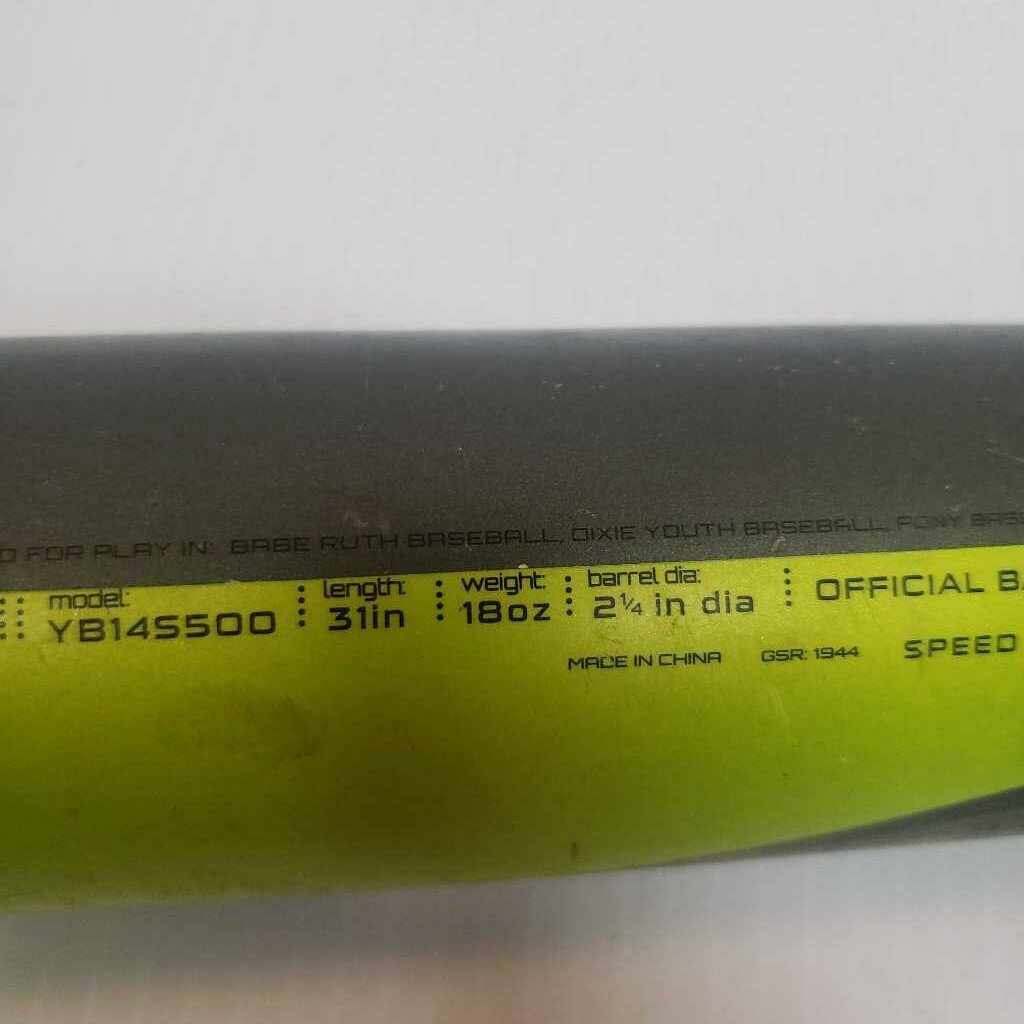 FOR PLAY IN: BABE RUTH BASEBALL, DIXIE YOUTH BASEBALL, PONY
model: length: weight: barrel dia:
YB14S500 31in 18oz 2¼ in dia OFFICIAL
MADE IN CHINA GSR: 1944 SPEED